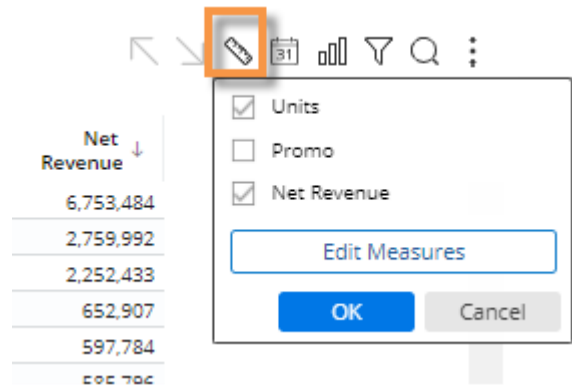 31
Units
Promo
Net Revenue
Edit Measures
OK Cancel
Net
Revenue
6,753,484
2,759,992
2,252,433
652,907
597,784